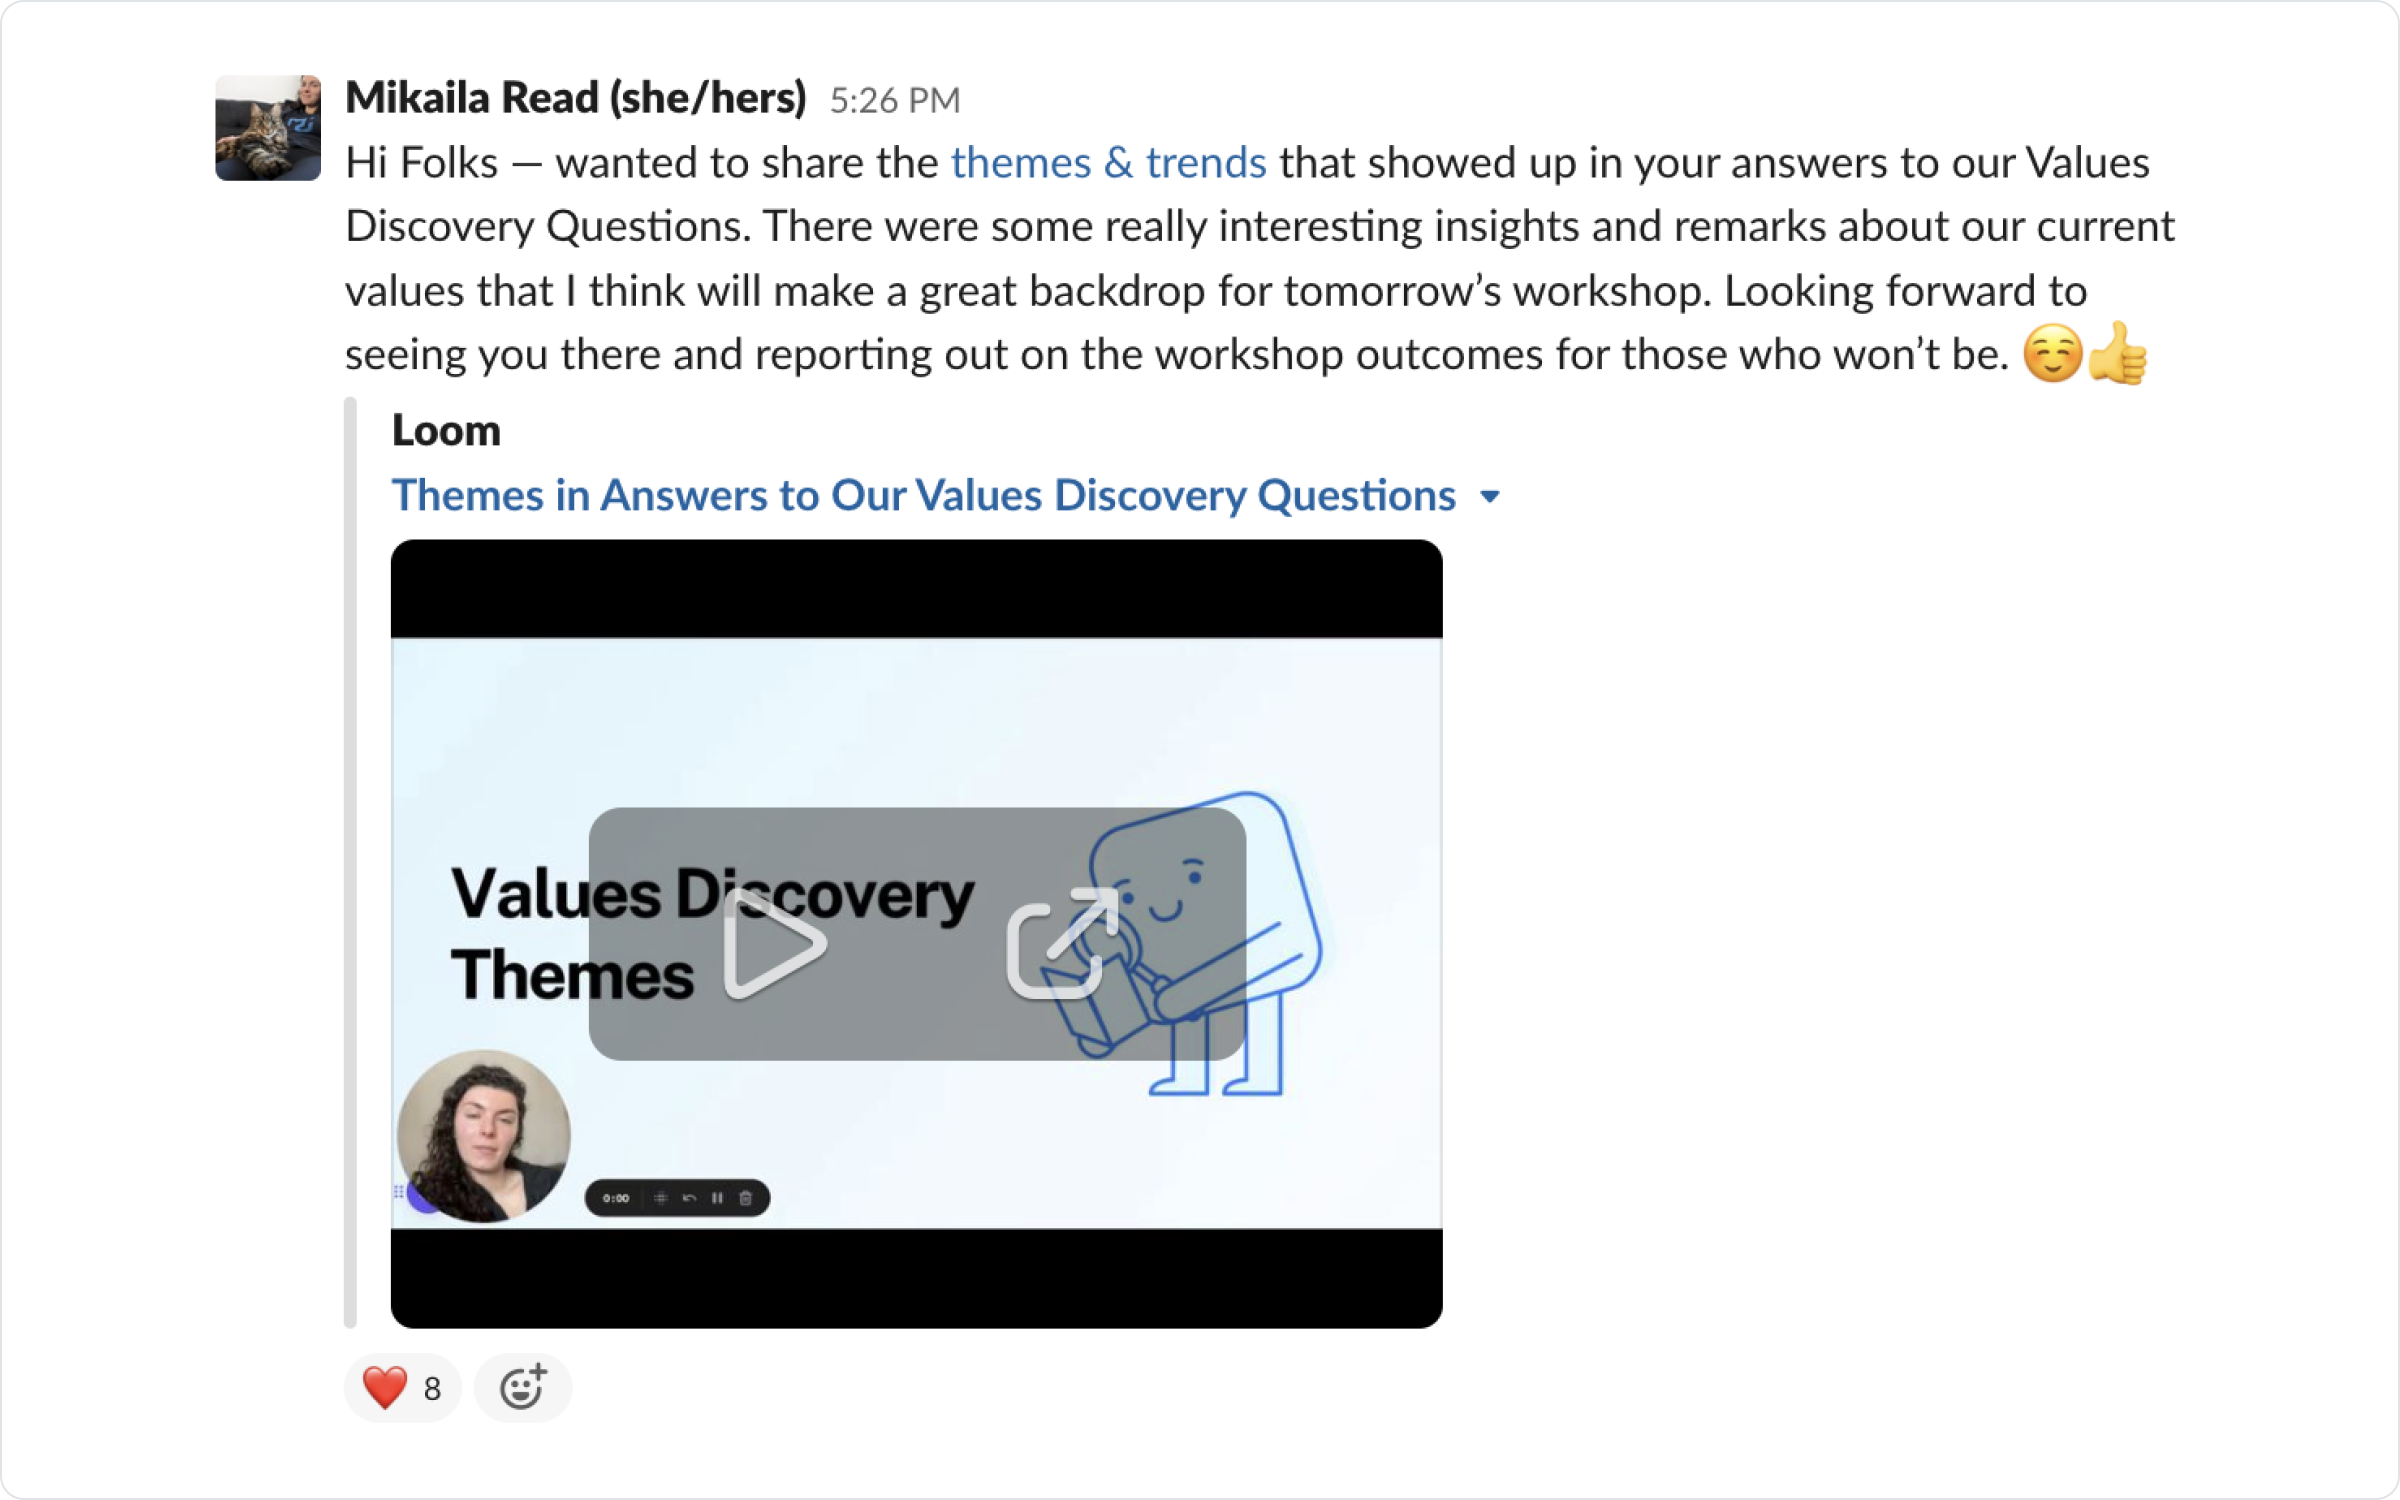 Mikaila Read (she/hers) 5:26 PM
Hi Folks — wanted to share the themes & trends that showed up in your answers to our Values
Discovery Questions. There were some really interesting insights and remarks about our current
values that I think will make a great backdrop for tomorrow’s workshop. Looking forward to
seeing you there and reporting out on the workshop outcomes for those who won’t be. ☺️👍
Loom
Themes in Answers to Our Values Discovery Questions
Values Discovery
Themes
0:00
❤️ 8